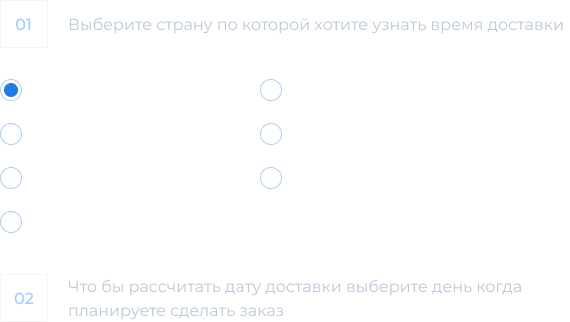 01
Выберите страну по которой хотите узнать время доставки
02
Что бы рассчитать дату доставки выберите день когда
планируете сделать заказ